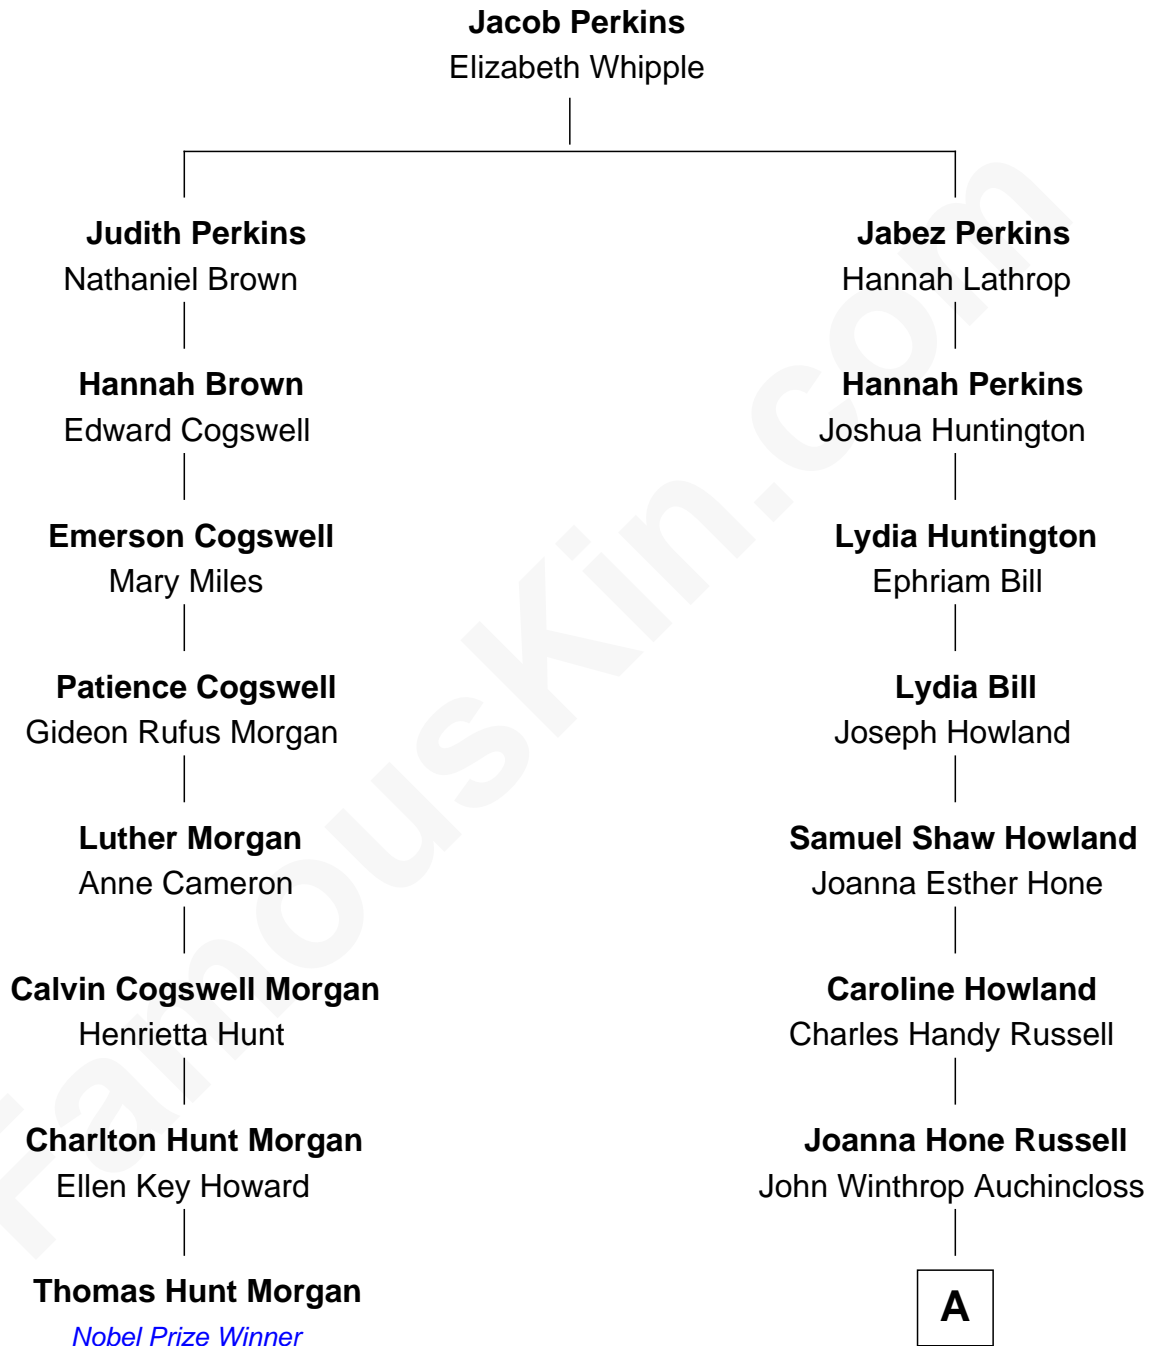 Jacob Perkins
Elizabeth Whipple
Judith Perkins
Nathaniel Brown
Jabez Perkins
Hannah Lathrop
Hannah Brown
Edward Cogswell
Hannah Perkins
Joshua Huntington
Emerson Cogswell
Mary Miles
Lydia Huntington
Ephriam Bill
Patience Cogswell
Gideon Rufus Morgan
Lydia Bill
Joseph Howland
Luther Morgan
Anne Cameron
Samuel Shaw Howland
Joanna Esther Hone
Calvin Cogswell Morgan
Henrietta Hunt
Caroline Howland
Charles Handy Russell
Charlton Hunt Morgan
Ellen Key Howard
Joanna Hone Russell
John Winthrop Auchincloss
Thomas Hunt Morgan
Nobel Prize Winner
A
FamousKin.com